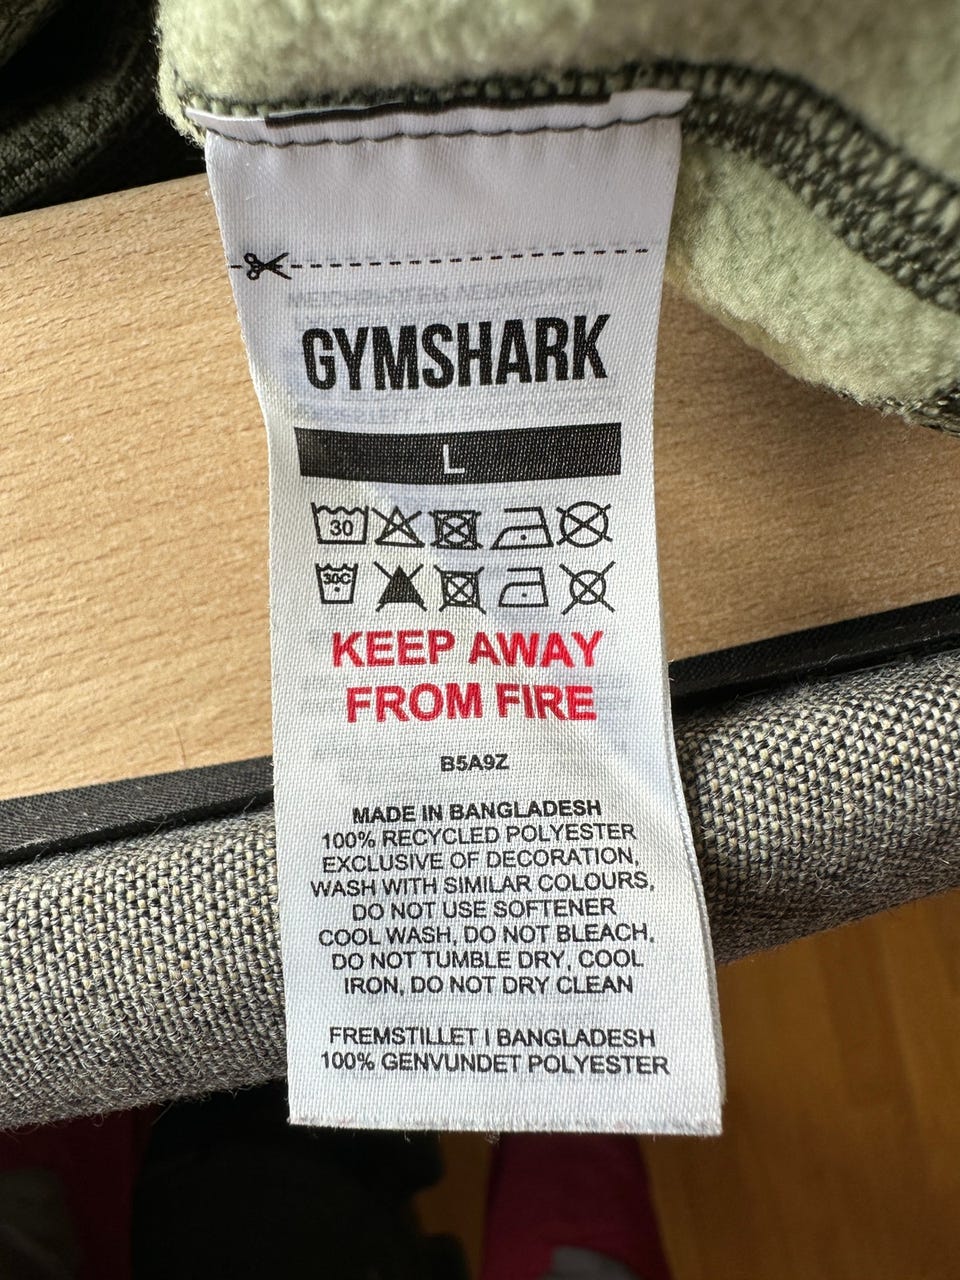 GYMSHARK
L
30
30C
KEEP AWAY
FROM FIRE
B5A9Z
MADE IN BANGLADESH
100% RECYCLED POLYESTER
EXCLUSIVE OF DECORATION,
WASH WITH SIMILAR COLOURS,
DO NOT USE SOFTENER
COOL WASH, DO NOT BLEACH,
DO NOT TUMBLE DRY, COOL
IRON, DO NOT DRY CLEAN
FREMSTILLET I BANGLADESH
100% GENVUNDET POLYESTER